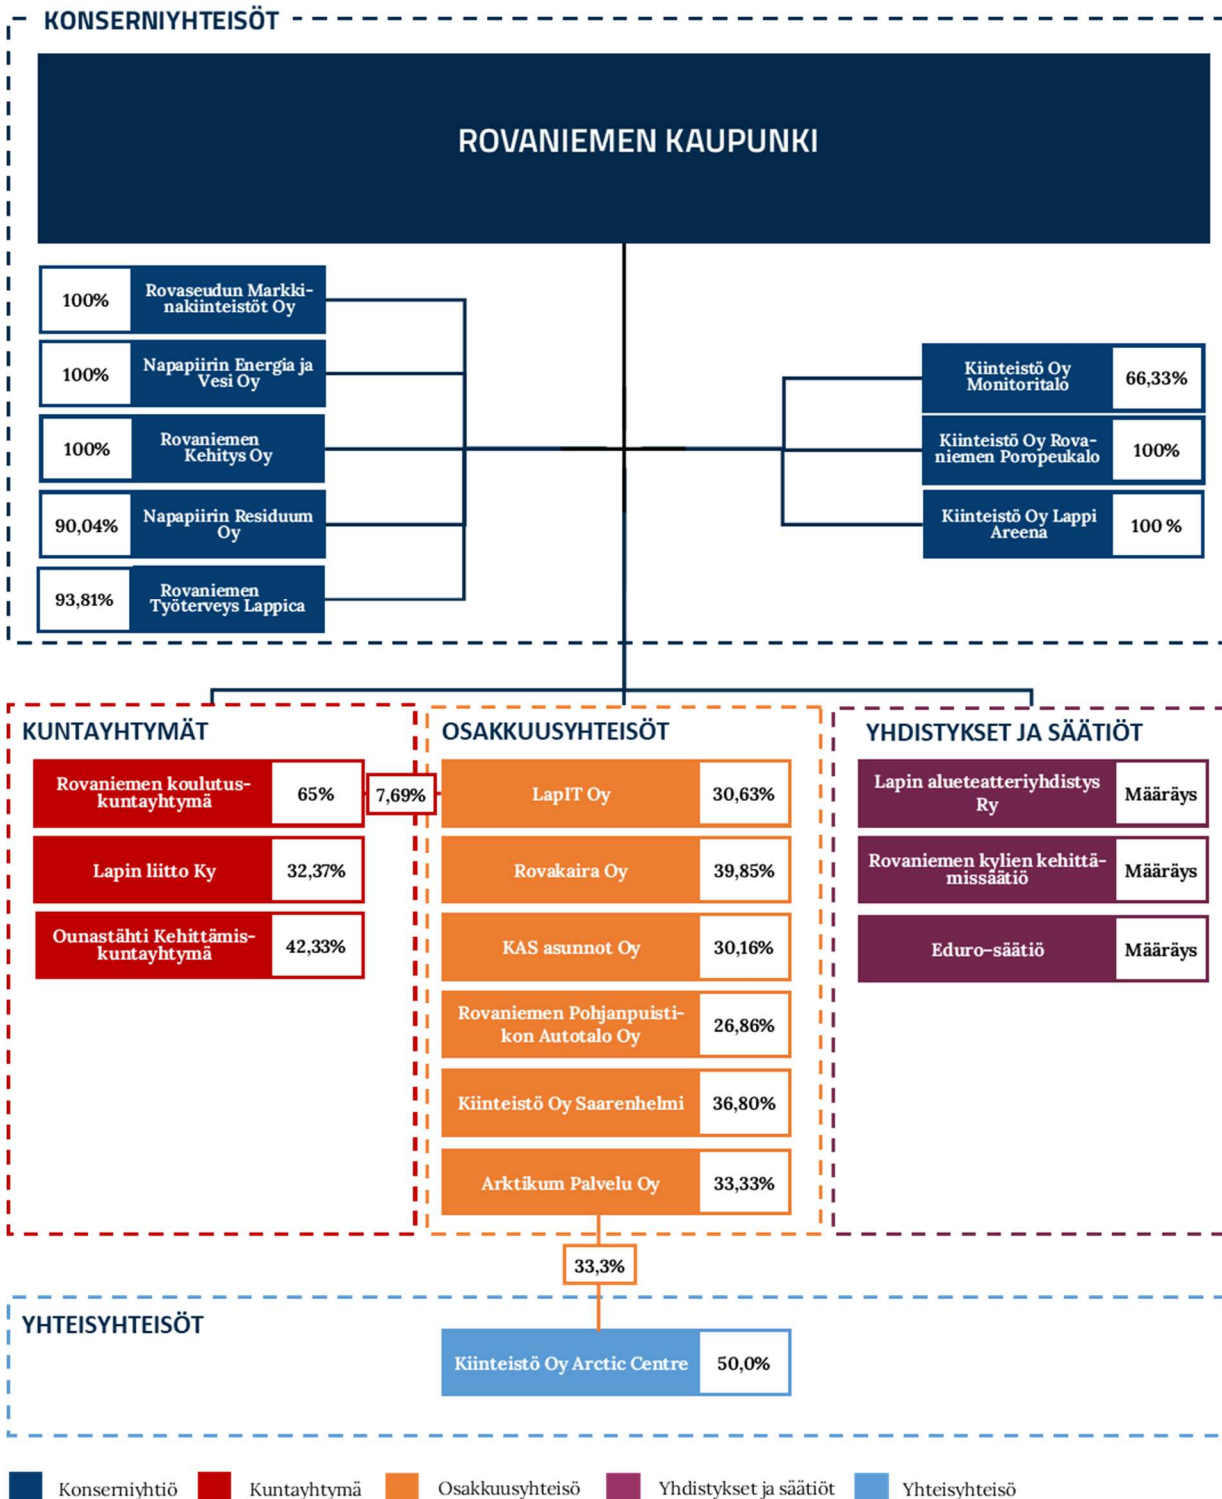 KONSERNIYHTEISÖT
ROVANIEMEN KAUPUNKI
100%
Rovaseudun Markki-
nakiinteistöt Oy
100%
Napapiirin Energia ja
Vesi Oy
100%
Rovaniemen
Kehitys Oy
90,04%
Napapiirin Residuum
Oy
93,81%
Rovaniemen
Työterveys Lappica
Kiinteistö Oy
Monitoritalo
66,33%
Kiinteistö Oy Rova-
niemen Poropeukalo
100%
Kiinteistö Oy Lappi
Areena
100 %
KUNTAYHTYMÄT
Rovaniemen koulutus-
kuntayhtymä
65%
7,69%
Lapin liitto Ky
32,37%
Ounastähti Kehittämis-
kuntayhtymä
42,33%
OSAKKUUSYHTEISÖT
LapIT Oy
30,63%
Rovakaira Oy
39,85%
KAS asunnot Oy
30,16%
Rovaniemen Pohjanpuisti-
kon Autotalo Oy
26,86%
Kiinteistö Oy Saarenhelmi
36,80%
Arktikum Palvelu Oy
33,33%
33,3%
YHDISTYKSET JA SÄÄTIÖT
Lapin alueteatteriyhdistys
Ry
Määräys
Rovaniemen kylien kehittä-
missäätiö
Määräys
Eduro-säätiö
Määräys
YHTEISYHTEISÖT
Kiinteistö Oy Arctic Centre
50,0%
Konserniyhtiö
Kuntayhtymä
Osakkuusyhteisö
Yhdistykset ja säätiöt
Yhteisyhteisö